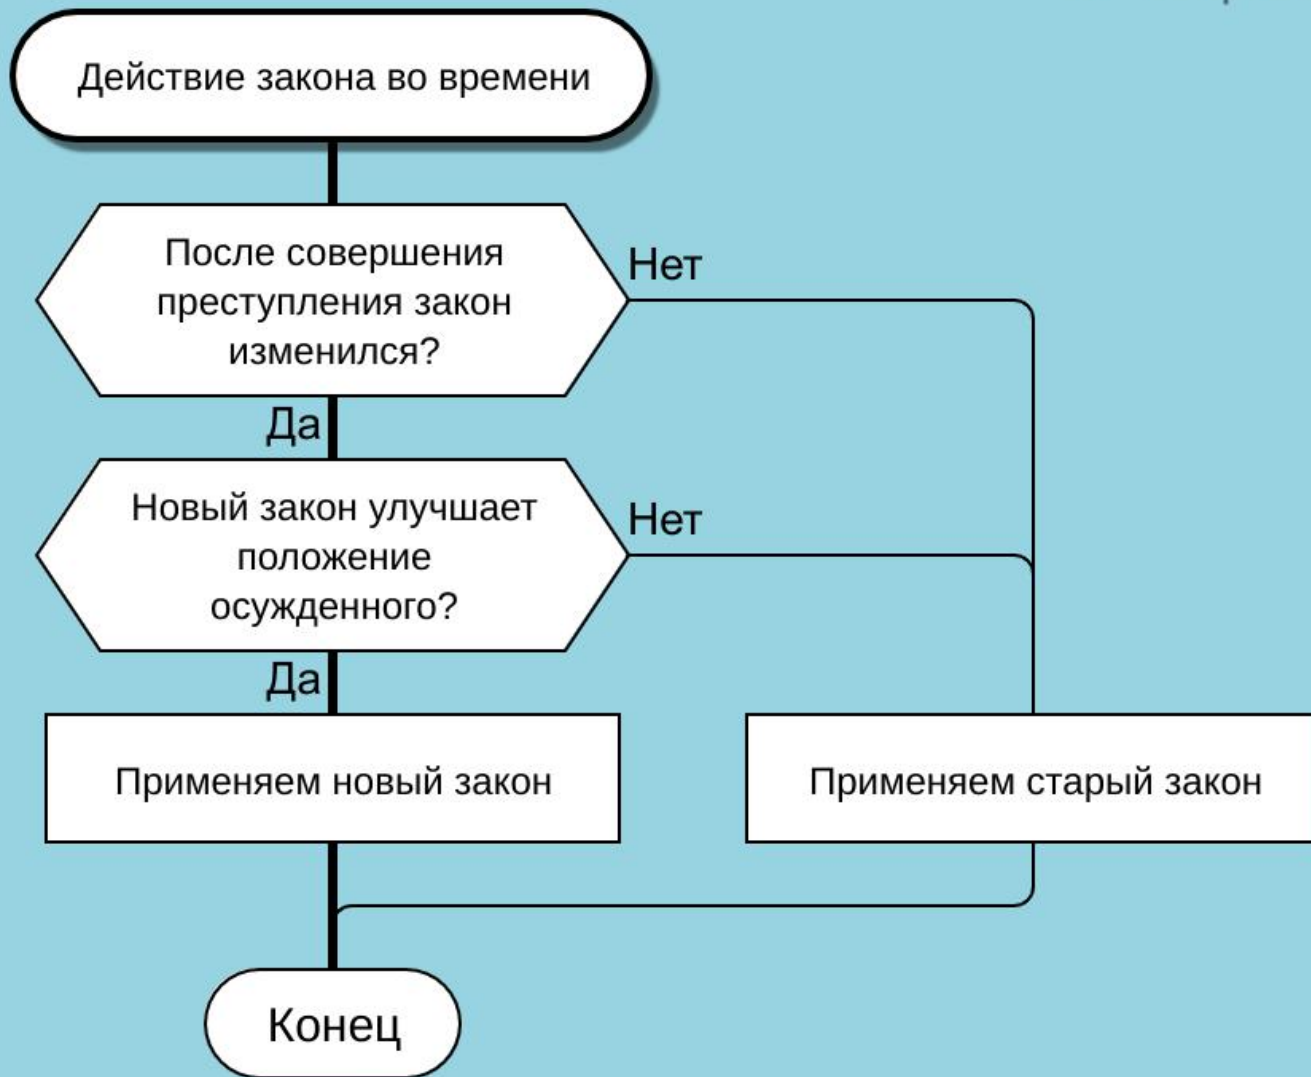 Действие закона во времени
После совершения
преступления закон
изменился?
Нет
Да
Новый закон улучшает
положение
осужденного?
Нет
Да
Применяем новый закон
Применяем старый закон
Конец